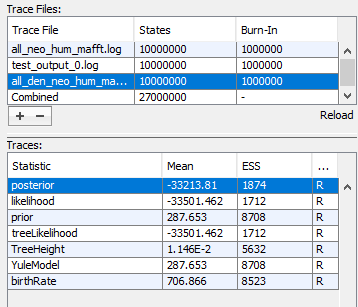 Trace Files:
Trace File States Burn-In
all_neo_hum_mafft.log 10000000 1000000
test_output_0.log 10000000 1000000
all_den_neo_hum_ma... 10000000 1000000
Combined 27000000 -
+ − Reload
Traces:
Statistic Mean ESS ...
posterior -33213.81 1874 R
likelihood -33501.462 1712 R
prior 287.653 8708 R
treeLikelihood -33501.462 1712 R
TreeHeight 1.146E-2 5632 R
YuleModel 287.653 8708 R
birthRate 706.866 8523 R